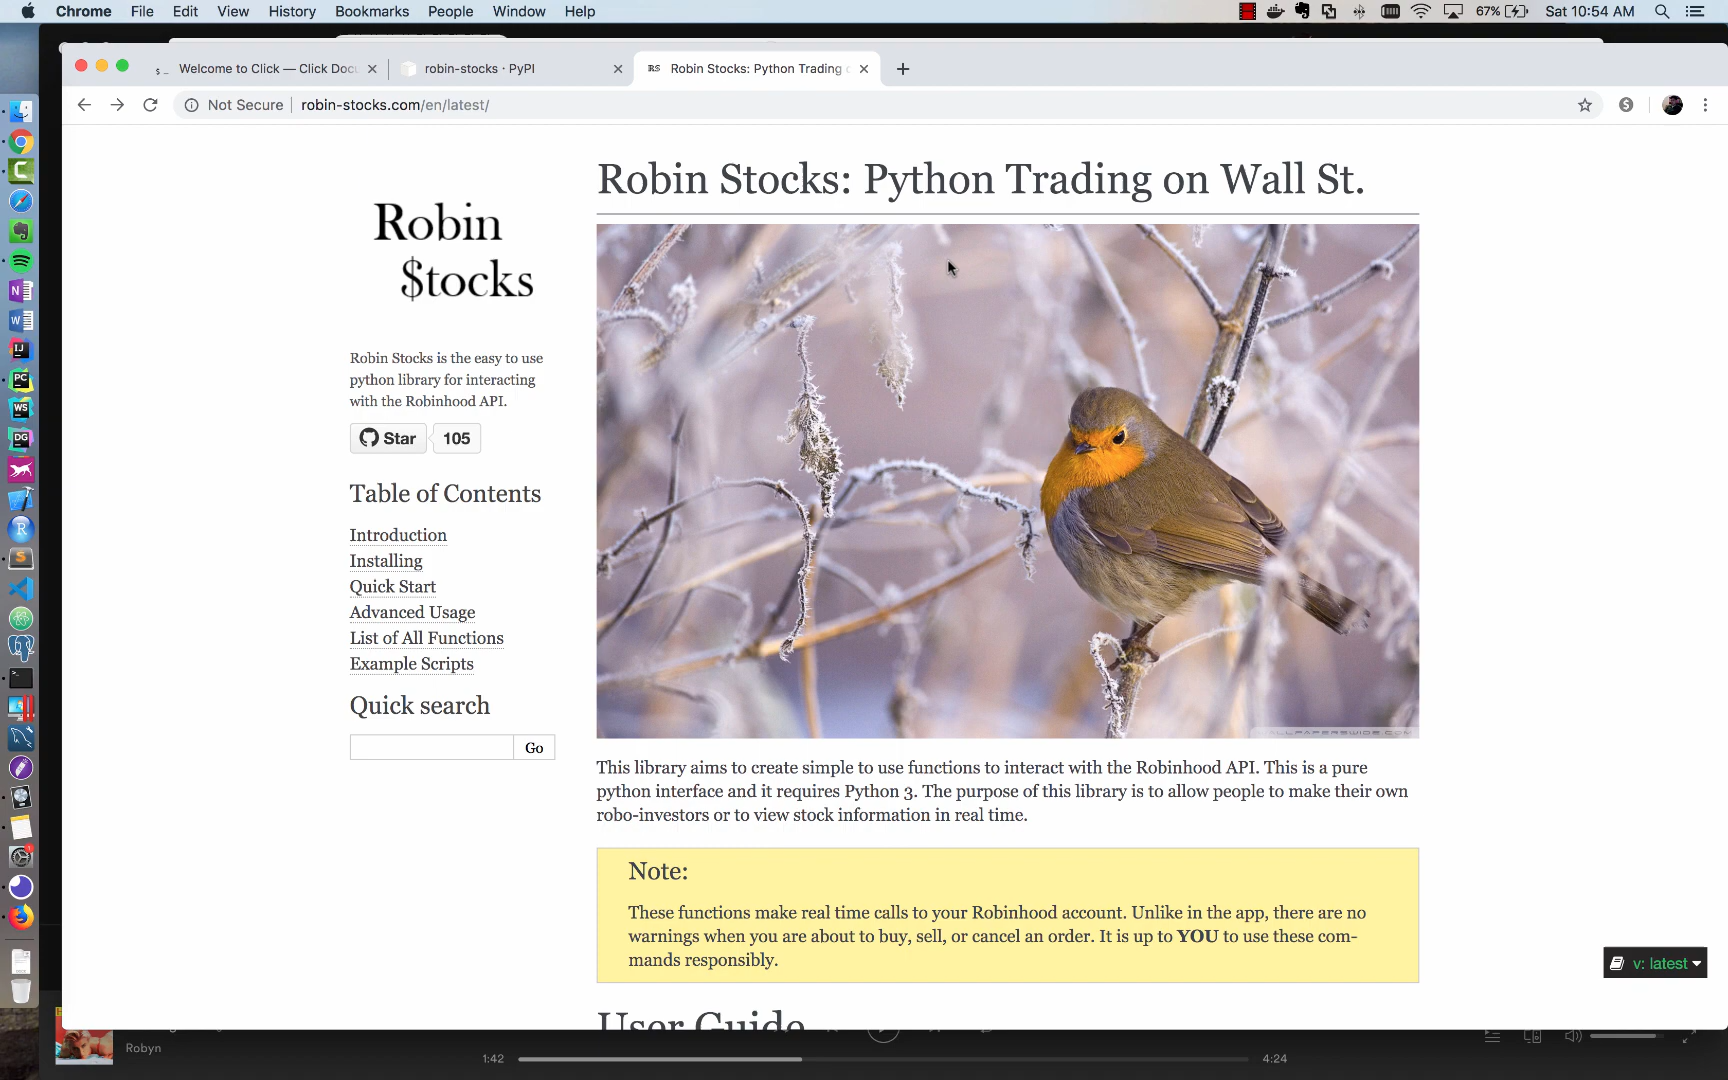 Chrome File Edit View History Bookmarks People Window Help
67% Sat 10:54 AM
Welcome to Click — Click Docu
robin-stocks · PyPI
RS Robin Stocks: Python Trading
Not Secure robin-stocks.com/en/latest/
Robin
$tocks
Robin Stocks is the easy to use
python library for interacting
with the Robinhood API.
Star 105
Table of Contents
Introduction
Installing
Quick Start
Advanced Usage
List of All Functions
Example Scripts
Quick search
Go
Robin Stocks: Python Trading on Wall St.
This library aims to create simple to use functions to interact with the Robinhood API. This is a pure
python interface and it requires Python 3. The purpose of this library is to allow people to make their own
robo-investors or to view stock information in real time.
Note:
These functions make real time calls to your Robinhood account. Unlike in the app, there are no
warnings when you are about to buy, sell, or cancel an order. It is up to YOU to use these com-
mands responsibly.
User Guide
v: latest
Robyn
1:42
4:24
N
W
IJ
PC
WS
DG
R
S